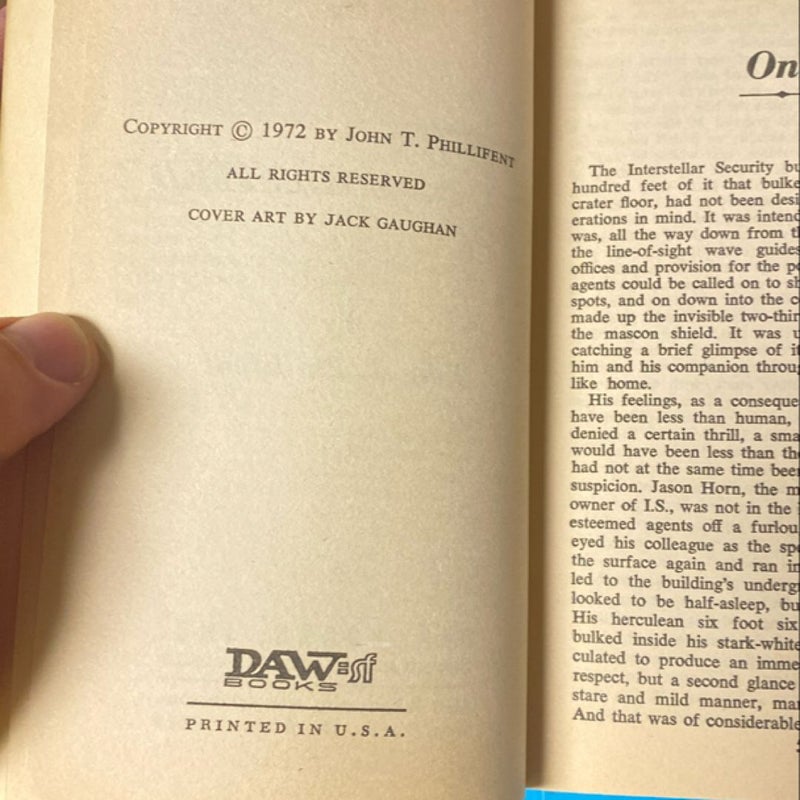 COPYRIGHT © 1972 BY JOHN T. PHILLIFENT
ALL RIGHTS RESERVED
COVER ART BY JACK GAUGHAN
DAW=sf
BOOKS
PRINTED IN U.S.A.
On
The Interstellar Security bu
hundred feet of it that bulke
crater floor, had not been desi
erations in mind. It was intend
was, all the way down from t
the line-of-sight wave guides
offices and provision for the p
agents could be called on to sh
spots, and on down into the c
made up the invisible two-thir
the mascon shield. It was u
catching a brief glimpse of it
him and his companion throu
like home.
His feelings, as a conseque
have been less than human,
denied a certain thrill, a sma
would have been less than th
had not at the same time bee
suspicion. Jason Horn, the m
owner of I.S., was not in the
esteemed agents off a furlou
eyed his colleague as the spe
the surface again and ran in
led to the building's underg
looked to be half-asleep, bu
His herculean six foot six
bulked inside his stark-white
culated to produce an imme
respect, but a second glance
stare and mild manner, ma
And that was of considerable